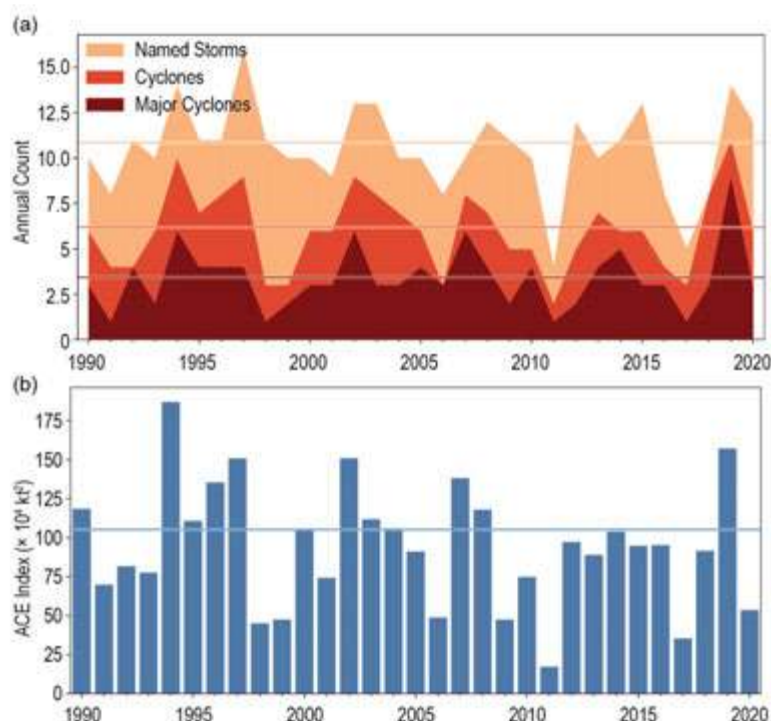 (a)
Named Storms
Cyclones
Major Cyclones
Annual Count
15.0
12.5
10.0
7.5
5
2.5
0
1990 1995 2000 2005 2010 2015 2020
(b)
ACE Index (× 10⁴ kt²)
175
150
125
100
75
50
25
0
1990 1995 2000 2005 2010 2015 2020